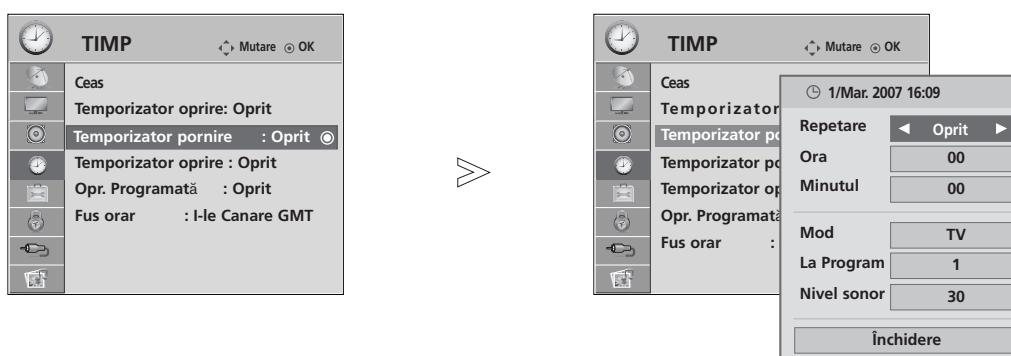 TIMP Mutare OK
Ceas
Temporizator oprire: Oprit
Temporizator pornire : Oprit
Temporizator oprire : Oprit
Opr. Programată : Oprit
Fus orar : I-le Canare GMT
TIMP Mutare OK
Ceas
Temporizator
Temporizator po
Temporizator po
Temporizator op
Opr. Programată
Fus orar :
1/Mar. 2007 16:09
Repetare ◄ Oprit ►
Ora 00
Minutul 00
Mod TV
La Program 1
Nivel sonor 30
Închidere